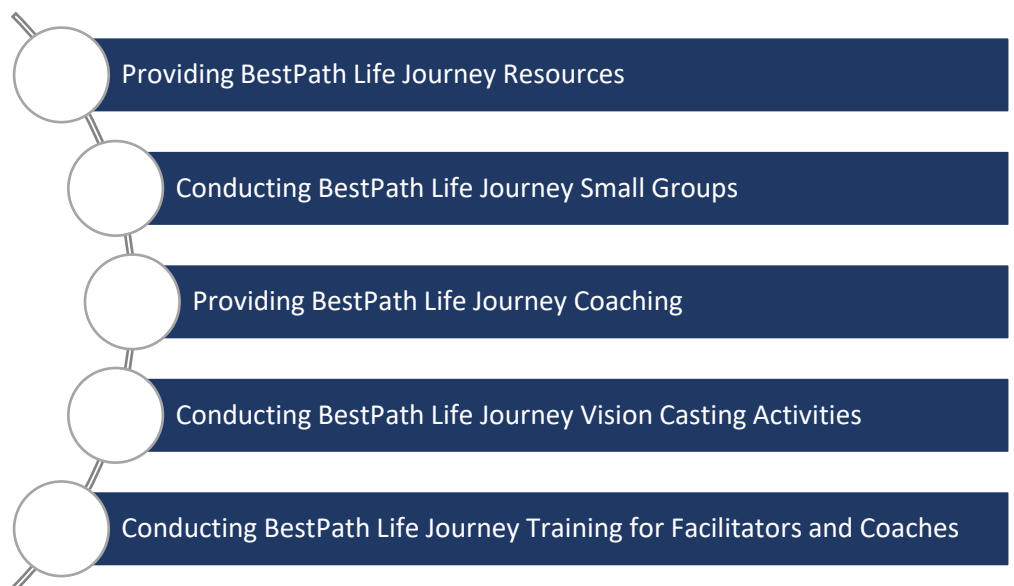 Providing BestPath Life Journey Resources
Conducting BestPath Life Journey Small Groups
Providing BestPath Life Journey Coaching
Conducting BestPath Life Journey Vision Casting Activities
Conducting BestPath Life Journey Training for Facilitators and Coaches